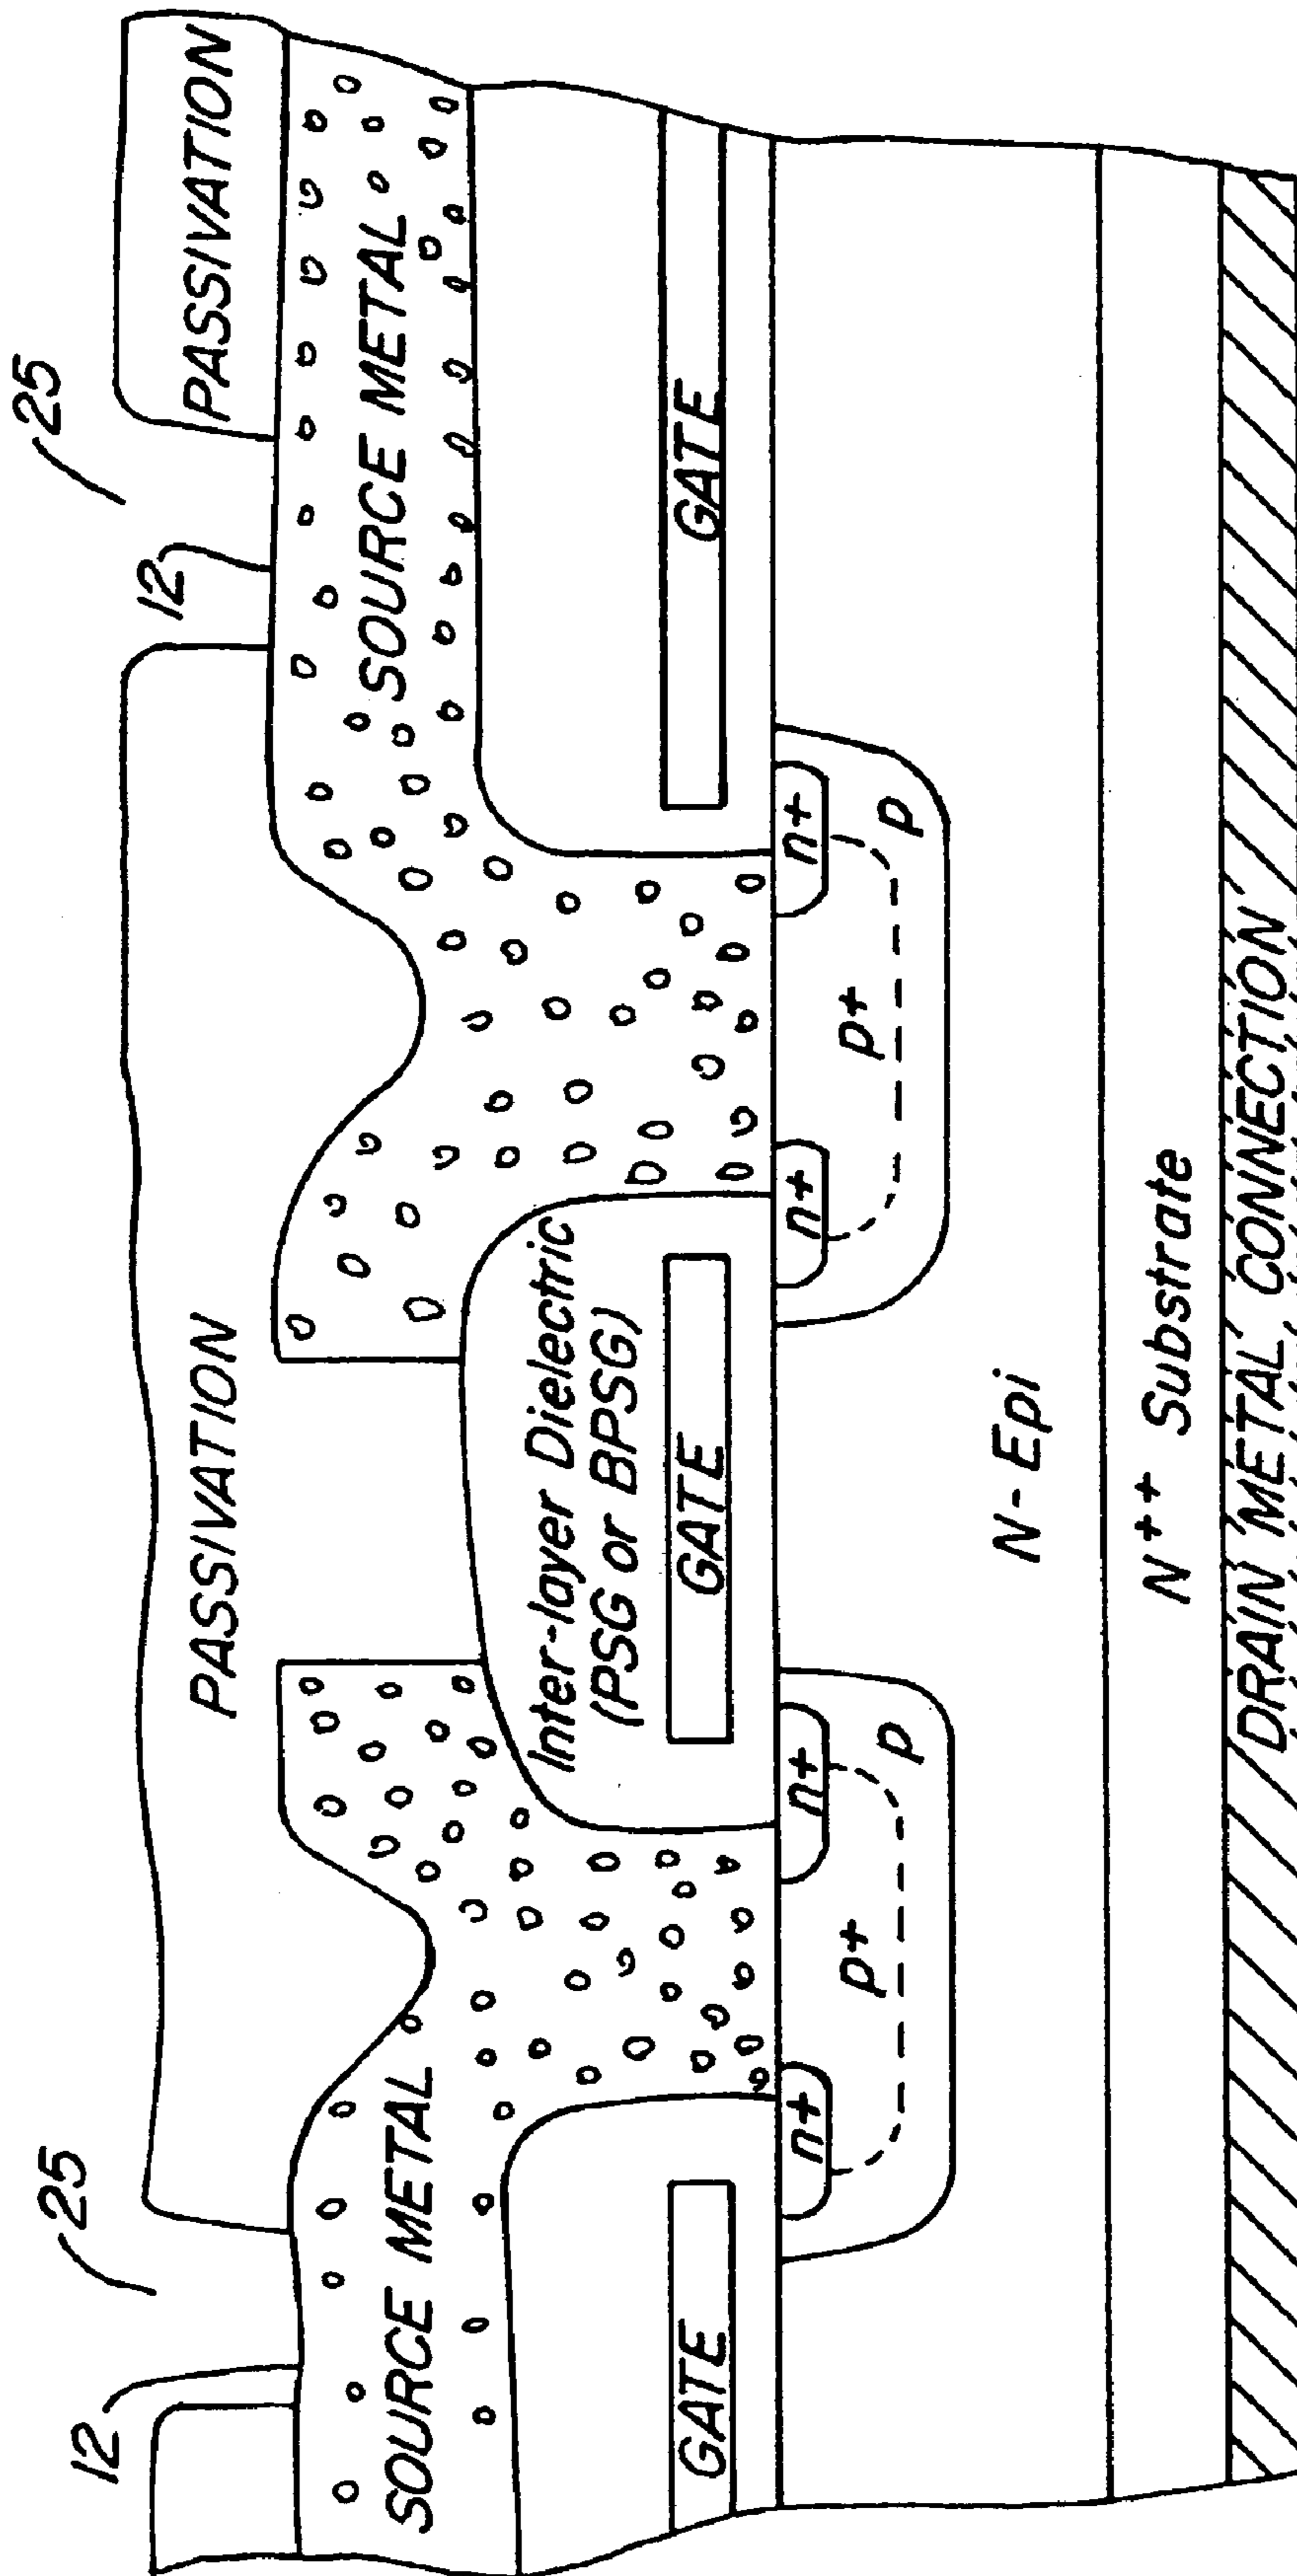 25
25
12
12
PASSIVATION
PASSIVATION
SOURCE METAL
SOURCE METAL
Inter-layer Dielectric
(PSG or BPSG)
GATE
GATE
GATE
n+
n+
n+
n+
p+
p
p+
p
N-Epi
N++ Substrate
DRAIN METAL CONNECTION